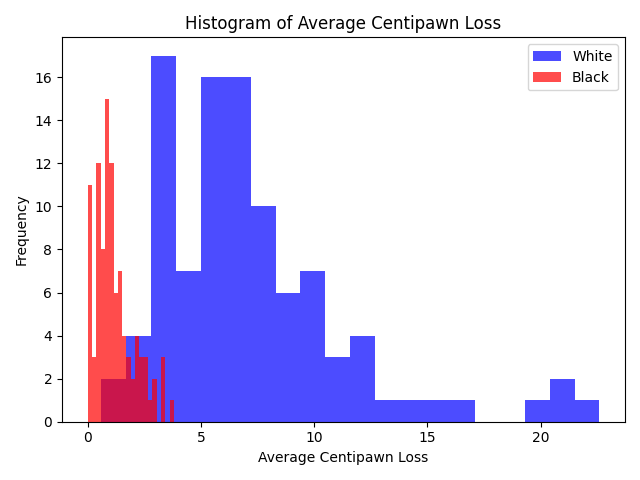 Histogram of Average Centipawn Loss
White
Black
Frequency
16
14
12
10
8
6
4
2
0
0 5 10 15 20
Average Centipawn Loss